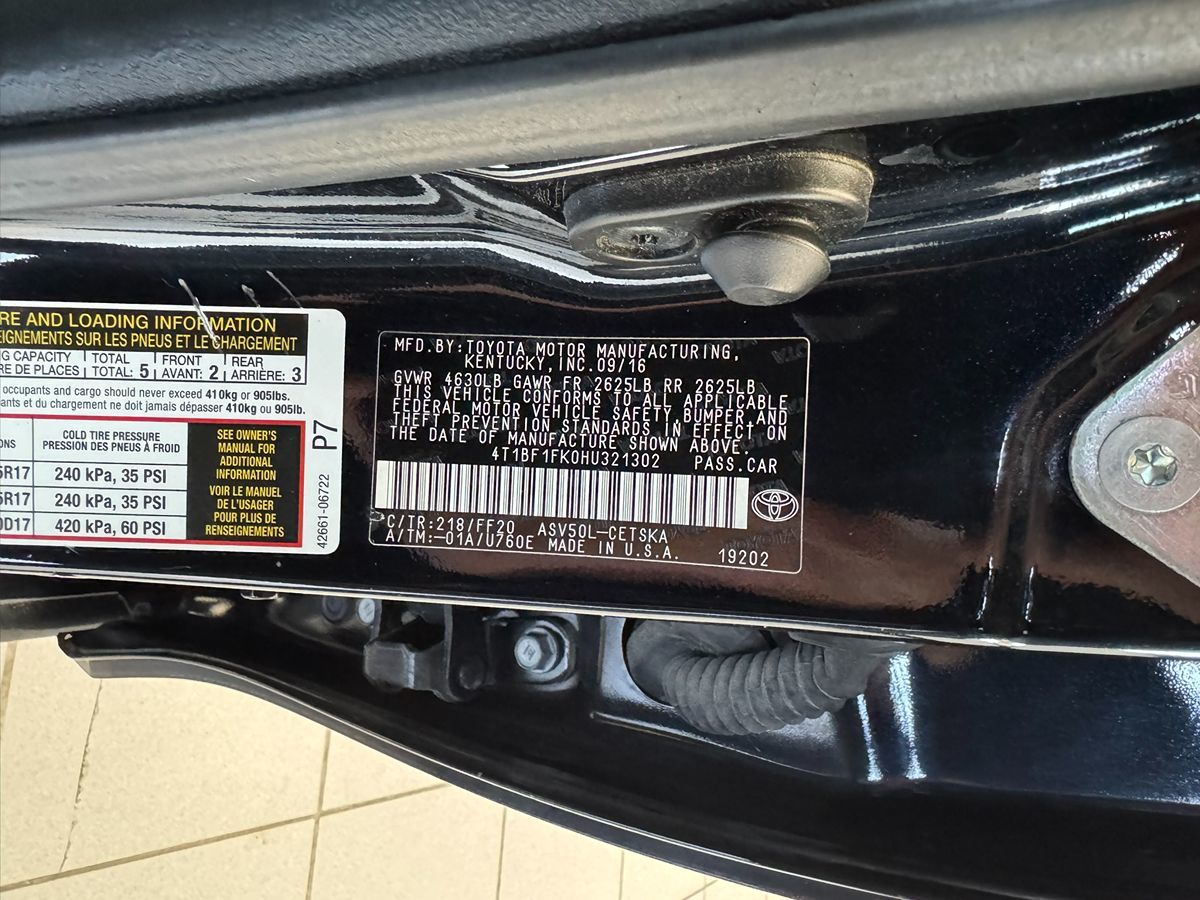 RE AND LOADING INFORMATION
EIGNEMENTS SUR LES PNEUS ET LE CHARGEMENT
NG CAPACITY TOTAL FRONT REAR
RE DE PLACES TOTAL: 5 AVANT: 2 ARRIÈRE: 3
occupants and cargo should never exceed 410kg or 905lbs.
ants et du chargement ne doit jamais dépasser 410kg ou 905lb.
COLD TIRE PRESSURE
ONS PRESSION DES PNEUS À FROID
5R17 240 kPa, 35 PSI
5R17 240 kPa, 35 PSI
0D17 420 kPa, 60 PSI
SEE OWNER'S
MANUAL FOR
ADDITIONAL
INFORMATION
VOIR LE MANUEL
DE L'USAGER
POUR PLUS DE
RENSEIGNEMENTS
P7
42661-06722
MFD.BY:TOYOTA MOTOR MANUFACTURING,
KENTUCKY,INC.09/16
GVWR 4630LB GAWR FR 2625LB RR 2625LB
THIS VEHICLE CONFORMS TO ALL APPLICABLE
FEDERAL MOTOR VEHICLE SAFETY, BUMPER,AND
THEFT PREVENTION STANDARDS IN EFFECT ON
THE DATE OF MANUFACTURE SHOWN ABOVE.
4T1BF1FK0HU321302 PASS.CAR
C/TR:218/FF20 ASV50L-CETSKA
A/TM:-01A/U760E MADE IN U.S.A. 19202